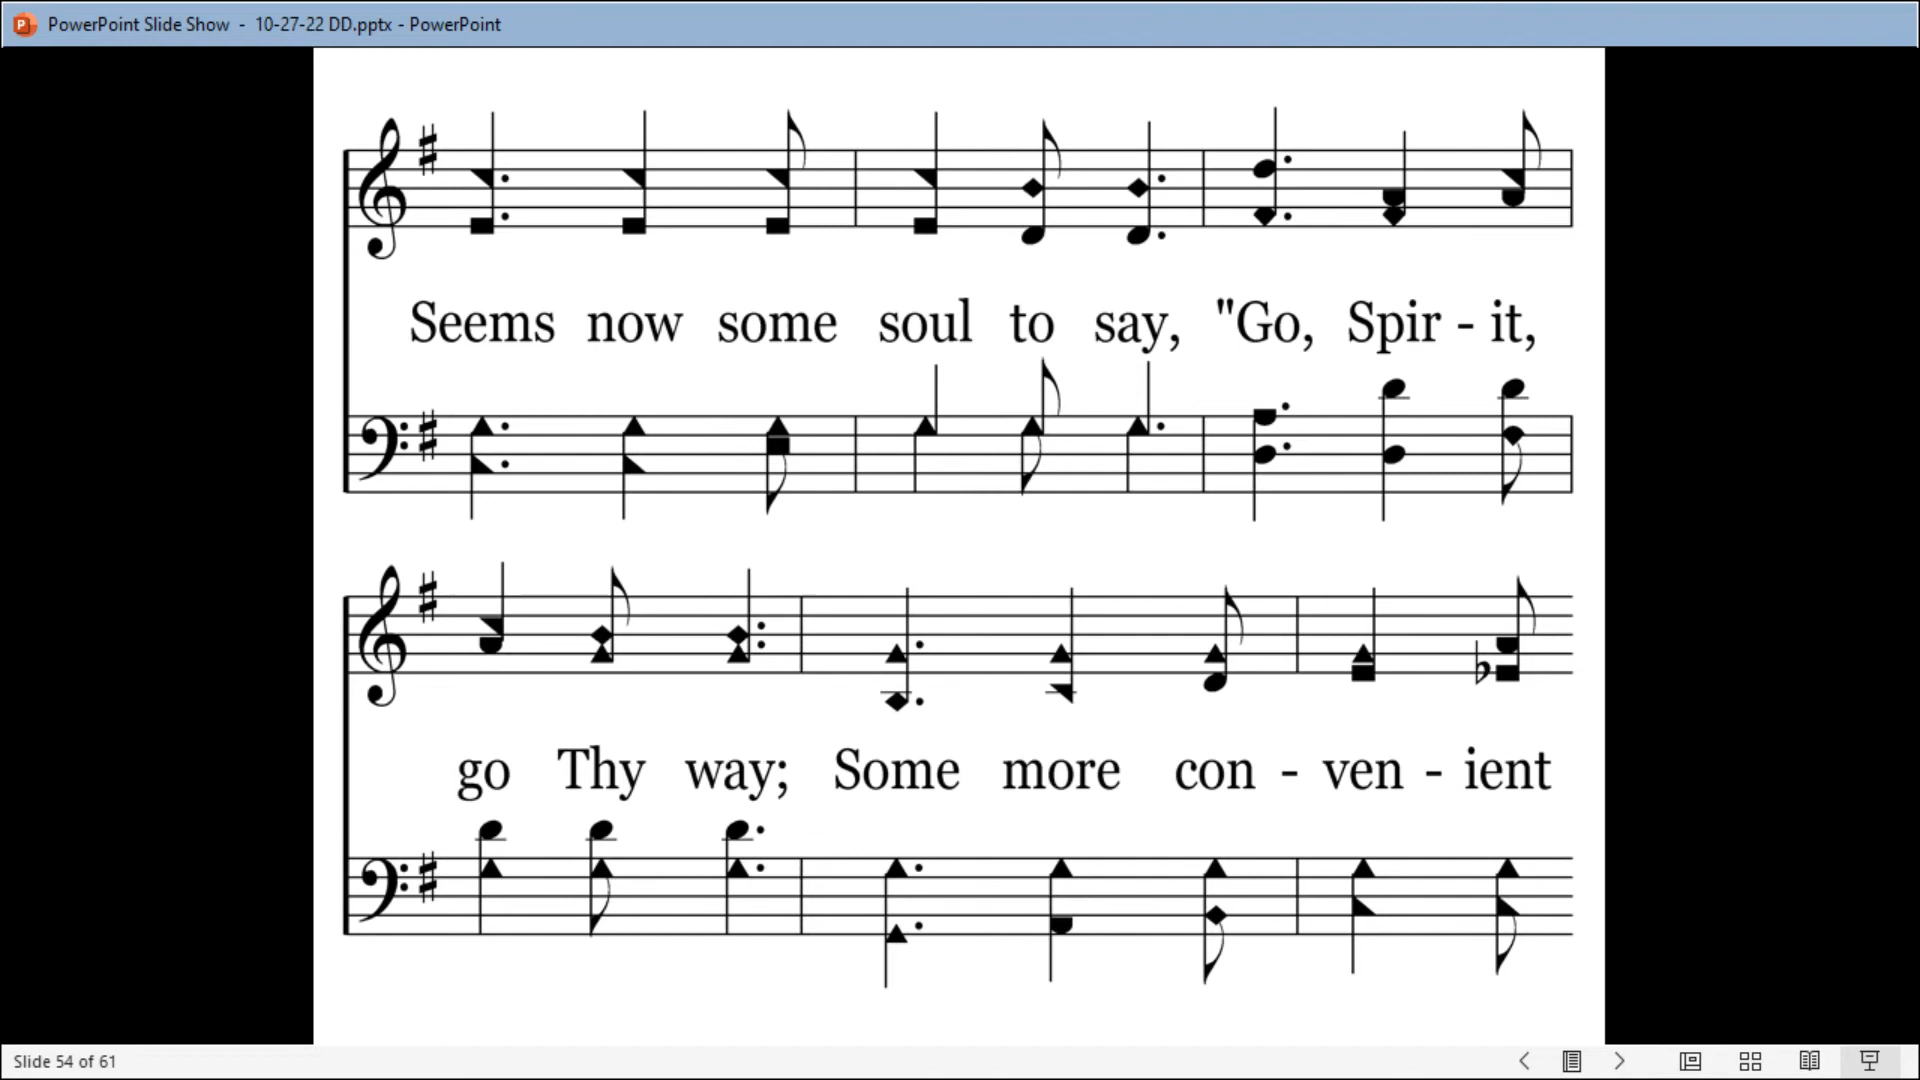 PowerPoint Slide Show - 10-27-22 DD.pptx - PowerPoint
Seems now some soul to say, "Go, Spir - it,
go Thy way; Some more con - ven - ient
Slide 54 of 61